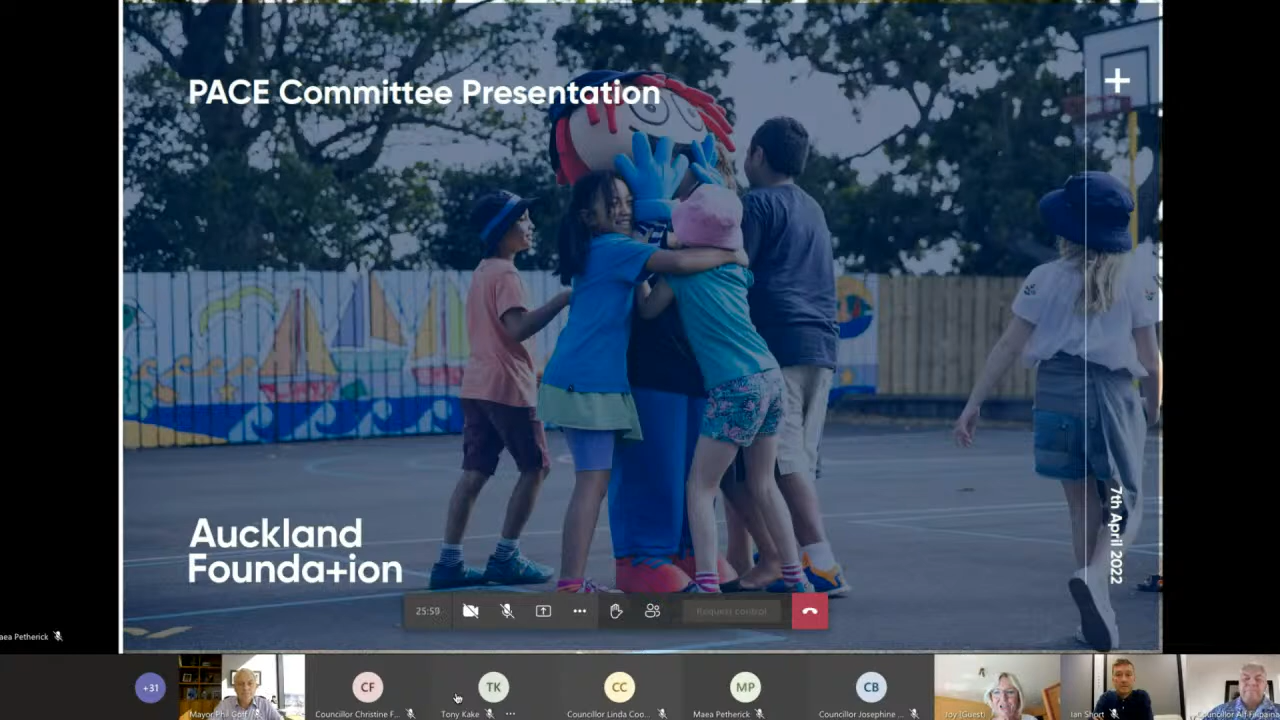 PACE Committee Presentation
7th April 2022
Auckland
Founda+ion
25:59
Request control
aea Petherick
+31
Mayor Phil Goff
CF
Councillor Christine F...
TK
Tony Kake
CC
Councillor Linda Coo...
MP
Maea Petherick
CB
Councillor Josephine ...
Joy (Guest)
Ian Short
Councillor Alf Filipaina